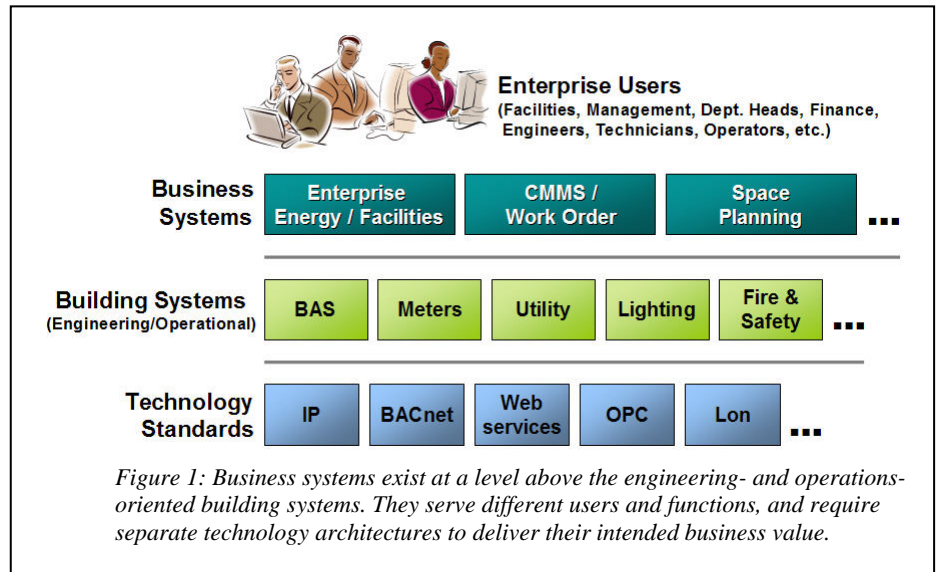 Enterprise Users
(Facilities, Management, Dept. Heads, Finance,
Engineers, Technicians, Operators, etc.)
Business
Systems
Enterprise
Energy / Facilities
CMMS /
Work Order
Space
Planning
...
Building Systems
(Engineering/Operational)
BAS
Meters
Utility
Lighting
Fire &
Safety
...
Technology
Standards
IP
BACnet
Web
services
OPC
Lon
...
Figure 1: Business systems exist at a level above the engineering- and operations-
oriented building systems. They serve different users and functions, and require
separate technology architectures to deliver their intended business value.